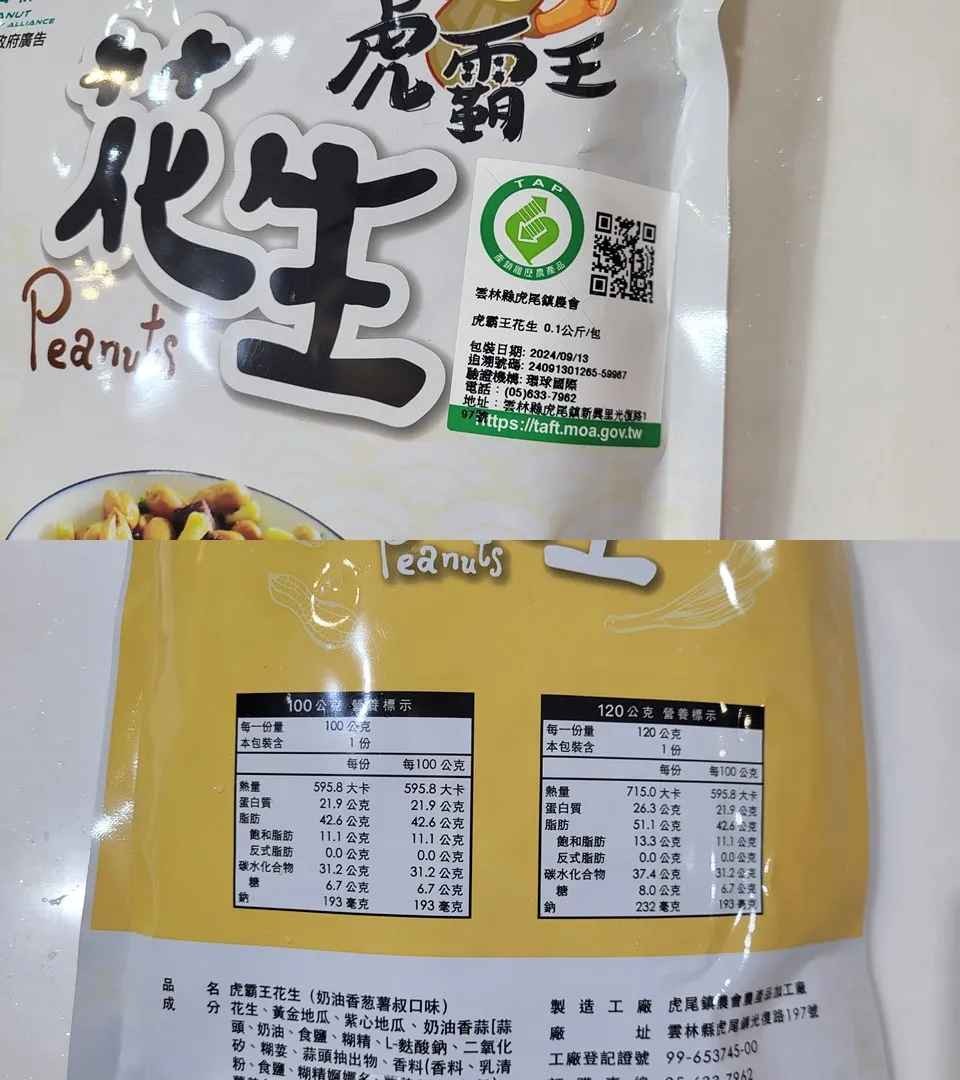 ANUT
ALLIANCE
政府廣告
虎霸王
花生
Peanuts
TAP
產銷履歷農產品
雲林縣虎尾鎮農會
虎霸王花生 0.1公斤/包
包裝日期: 2024/09/13
追溯號碼: 24091301265-59967
驗證機構: 環球國際
電話：(05)633-7962
地址：雲林縣虎尾鎮新興里光復路1
97號
https://taft.moa.gov.tw
Peanuts
100公克 營養標示
每一份量 100公克
本包裝含 1份
每份 每100公克
熱量 595.8大卡 595.8大卡
蛋白質 21.9公克 21.9公克
脂肪 42.6公克 42.6公克
飽和脂肪 11.1公克 11.1公克
反式脂肪 0.0公克 0.0公克
碳水化合物 31.2公克 31.2公克
糖 6.7公克 6.7公克
鈉 193毫克 193毫克
120公克 營養標示
每一份量 120公克
本包裝含 1份
每份 每100公克
熱量 715.0大卡 595.8大卡
蛋白質 26.3公克 21.9公克
脂肪 51.1公克 42.6公克
飽和脂肪 13.3公克 11.1公克
反式脂肪 0.0公克 0.0公克
碳水化合物 37.4公克 31.2公克
糖 8.0公克 6.7公克
鈉 232毫克 193毫克
品名 虎霸王花生（奶油香葱薯叔口味）
成分 花生、黃金地瓜、紫心地瓜、奶油香蒜[蒜
頭、奶油、食鹽、糊精、L-麩酸鈉、二氧化
矽、糊荽、蒜頭抽出物、香料(香料、乳清
粉、食鹽、糊精
製造工廠 虎尾鎮農會農產品加工廠
廠址 雲林縣虎尾鎮光復路197號
工廠登記證號 99-653745-00
05-633-7962